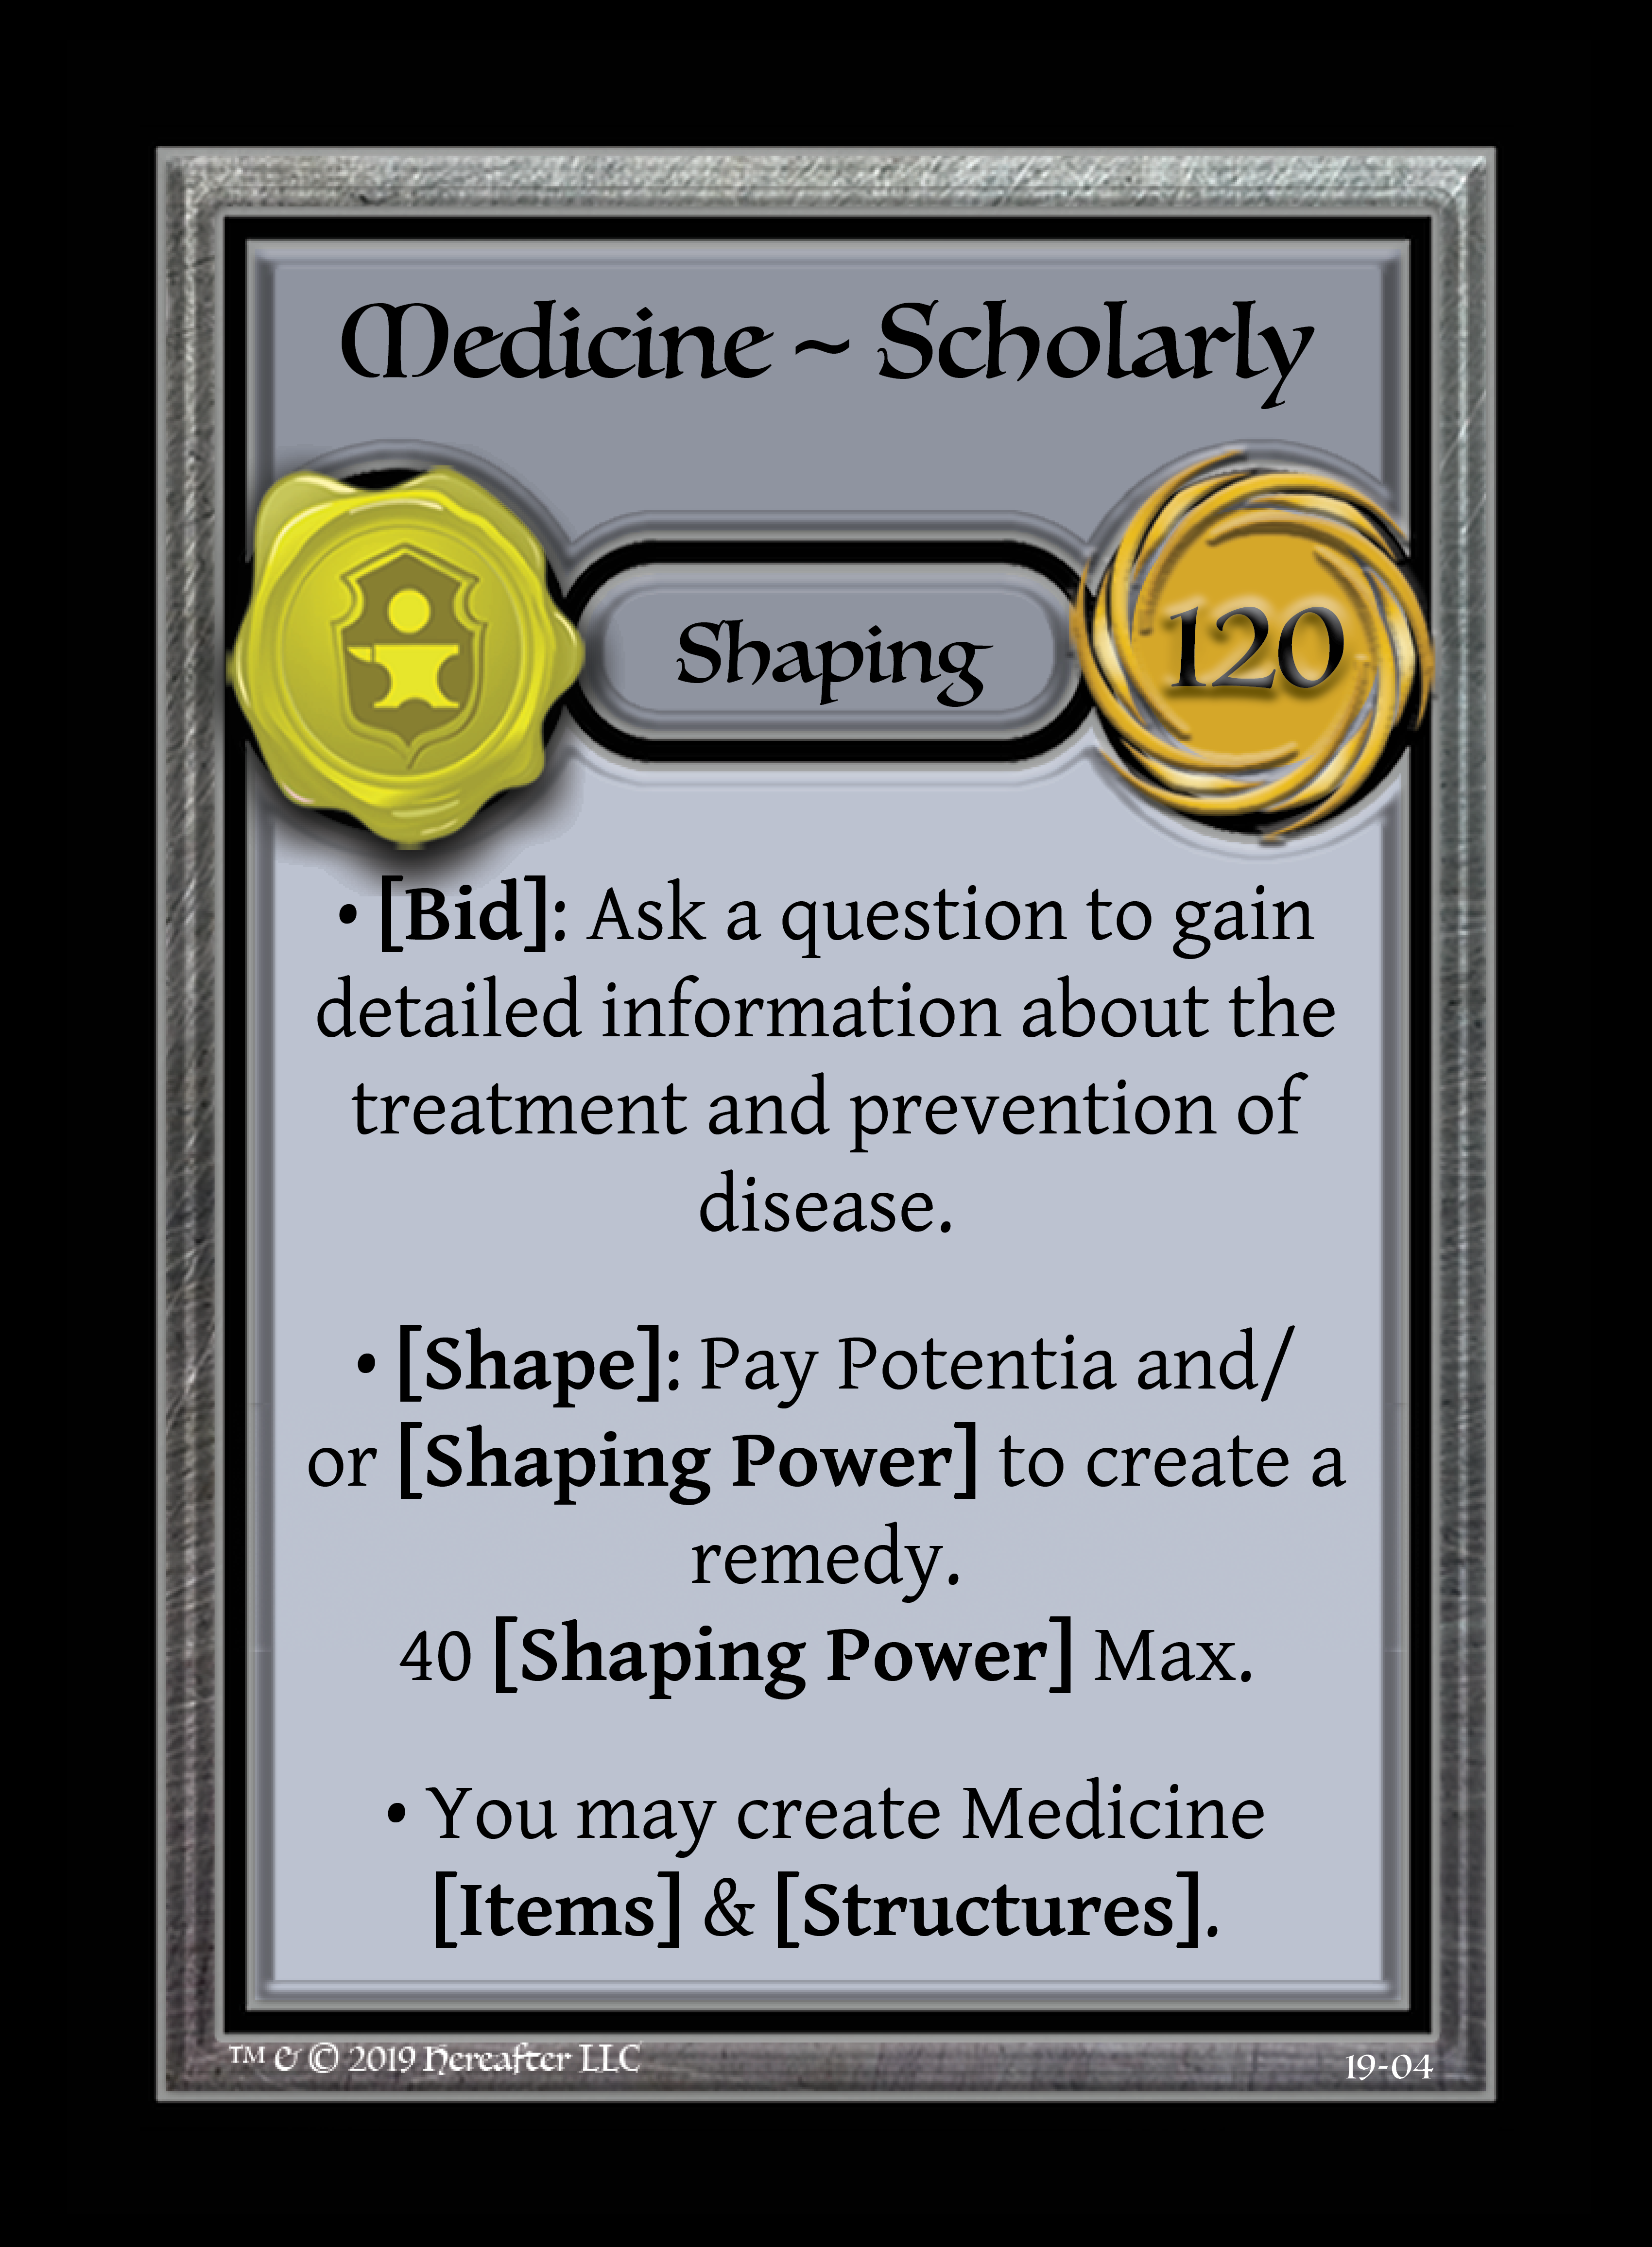 Medicine ~ Scholarly
Shaping
120
• [Bid]: Ask a question to gain
detailed information about the
treatment and prevention of
disease.
• [Shape]: Pay Potentia and/
or [Shaping Power] to create a
remedy.
40 [Shaping Power] Max.
• You may create Medicine
[Items] & [Structures].
™ & © 2019 Hereafter LLC
19-04